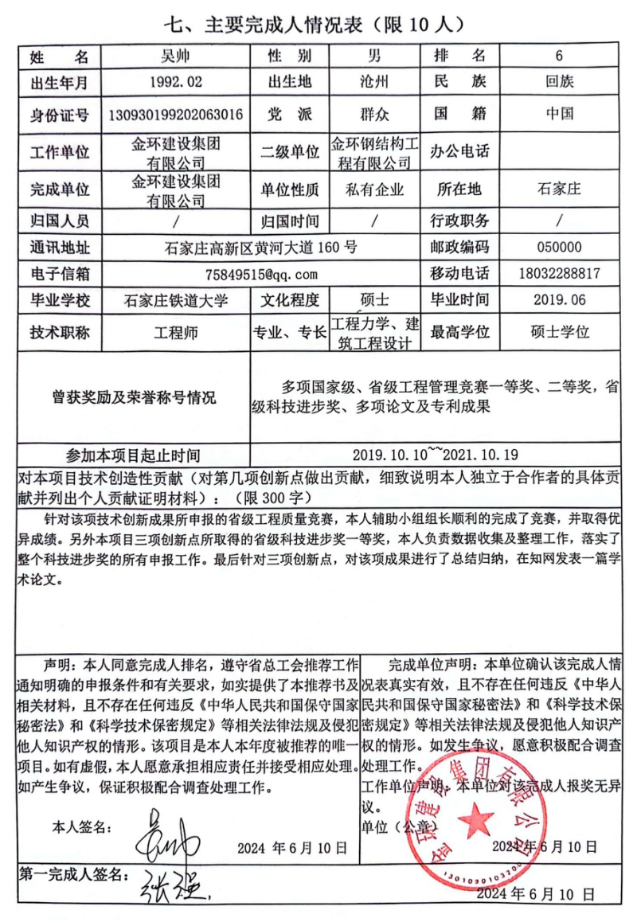 七、主要完成人情况表（限 10 人）
姓 名 吴帅 性 别 男 排 名 6
出生年月 1992.02 出生地 沧州 民 族 回族
身份证号 130930199202063016 党 派 群众 国 籍 中国
工作单位 金环建设集团有限公司 二级单位 金环钢结构工程有限公司 办公电话
完成单位 金环建设集团有限公司 单位性质 私有企业 所在地 石家庄
归国人员 / 归国时间 / 行政职务 /
通讯地址 石家庄高新区黄河大道 160 号 邮政编码 050000
电子信箱 75849515@qq.com 移动电话 18032288817
毕业学校 石家庄铁道大学 文化程度 硕士 毕业时间 2019.06
技术职称 工程师 专业、专长 工程力学、建筑工程设计 最高学位 硕士学位
曾获奖励及荣誉称号情况 多项国家级、省级工程管理竞赛一等奖、二等奖，省
级科技进步奖、多项论文及专利成果
参加本项目起止时间 2019.10.10~~2021.10.19
对本项目技术创造性贡献（对第几项创新点做出贡献，细致说明本人独立于合作者的具体贡
献并列出个人贡献证明材料）：（限 300 字）
针对该项技术创新成果所申报的省级工程质量竞赛，本人辅助小组组长顺利的完成了竞赛，并取得优
异成绩。另外本项目三项创新点所取得的省级科技进步奖一等奖，本人负责数据收集及整理工作，落实了
整个科技进步奖的所有申报工作。最后针对三项创新点，对该项成果进行了总结归纳，在知网发表一篇学
术论文。
声明：本人同意完成人排名，遵守省总工会推荐工作
通知明确的申报条件和有关要求，如实提供了本推荐书及
相关材料，且不存在任何违反《中华人民共和国保守国家
秘密法》和《科学技术保密规定》等相关法律法规及侵犯
他人知识产权的情形。该项目是本人本年度被推荐的唯一
项目。如有虚假，本人愿意承担相应责任并接受相应处理。
如产生争议，保证积极配合调查处理工作。
本人签名：吴帅
2024 年 6 月 10 日
完成单位声明：本单位确认该完成人情
况表真实有效，且不存在任何违反《中华人
民共和国保守国家秘密法》和《科学技术保
密规定》等相关法律法规及侵犯他人知识产
权的情形。如发生争议，愿意积极配合调查
处理工作。
工作单位声明：本单位对该完成人报奖无异
议。
单位（公章）
2024年 6 月 10 日
金环建设集团有限公司
第一完成人签名：张强
2024 年 6 月 10 日